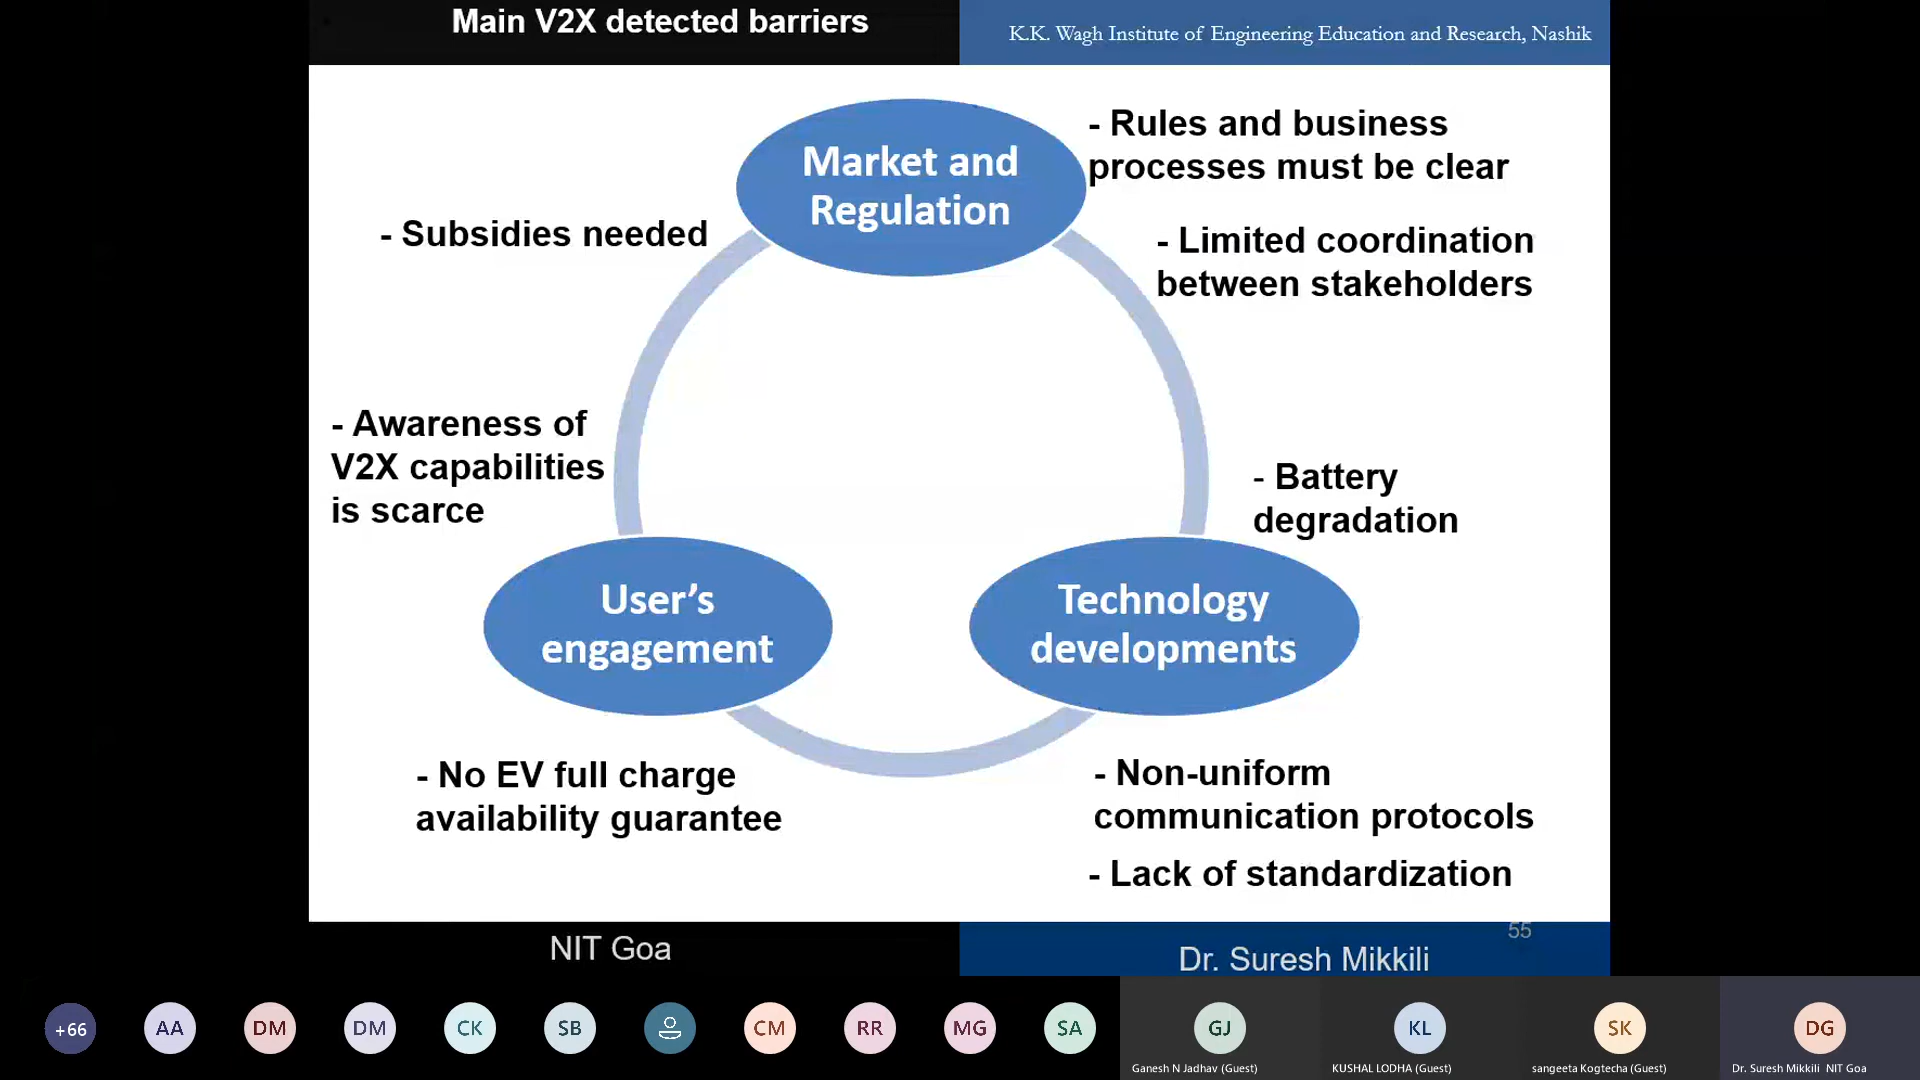 Main V2X detected barriers
K.K. Wagh Institute of Engineering Education and Research, Nashik
Market and
Regulation
- Rules and business
processes must be clear
- Subsidies needed
- Limited coordination
between stakeholders
- Awareness of
V2X capabilities
is scarce
- Battery
degradation
User’s
engagement
Technology
developments
- No EV full charge
availability guarantee
- Non-uniform
communication protocols
- Lack of standardization
55
NIT Goa
Dr. Suresh Mikkili
+66
AA
DM
DM
CK
SB
CM
RR
MG
SA
GJ
KL
SK
DG
Ganesh N Jadhav (Guest)
KUSHAL LODHA (Guest)
sangeeta Kogtecha (Guest)
Dr. Suresh Mikkili NIT Goa